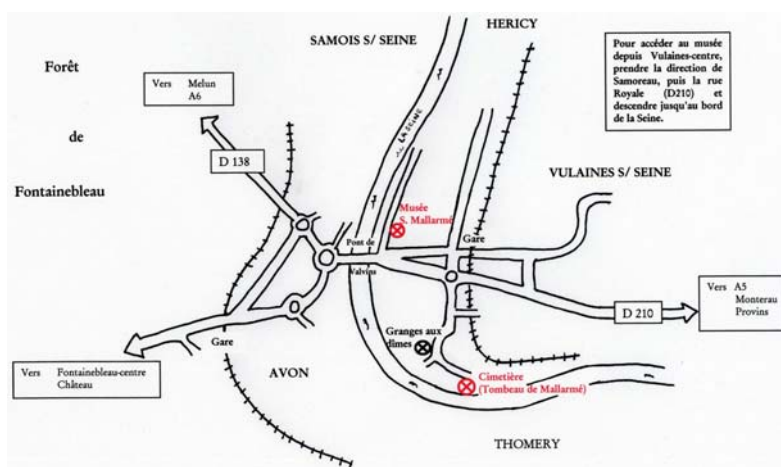 HERICY
SAMOIS S/ SEINE
Forêt
de
Fontainebleau
Vers Melun
A6
D 138
LA SEINE
Pour accéder au musée
depuis Vulaines-centre,
prendre la direction de
Samoreau, puis la rue
Royale (D210) et
descendre jusqu'au bord
de la Seine.
VULAINES S/ SEINE
Musée
S. Mallarmé
Gare
Pont de
Valvins
Vers A5
Monterau
Provins
D 210
Granges aux
dîmes
Gare
Vers Fontainebleau-centre
Château
AVON
Cimetière
(Tombeau de Mallarmé)
THOMERY